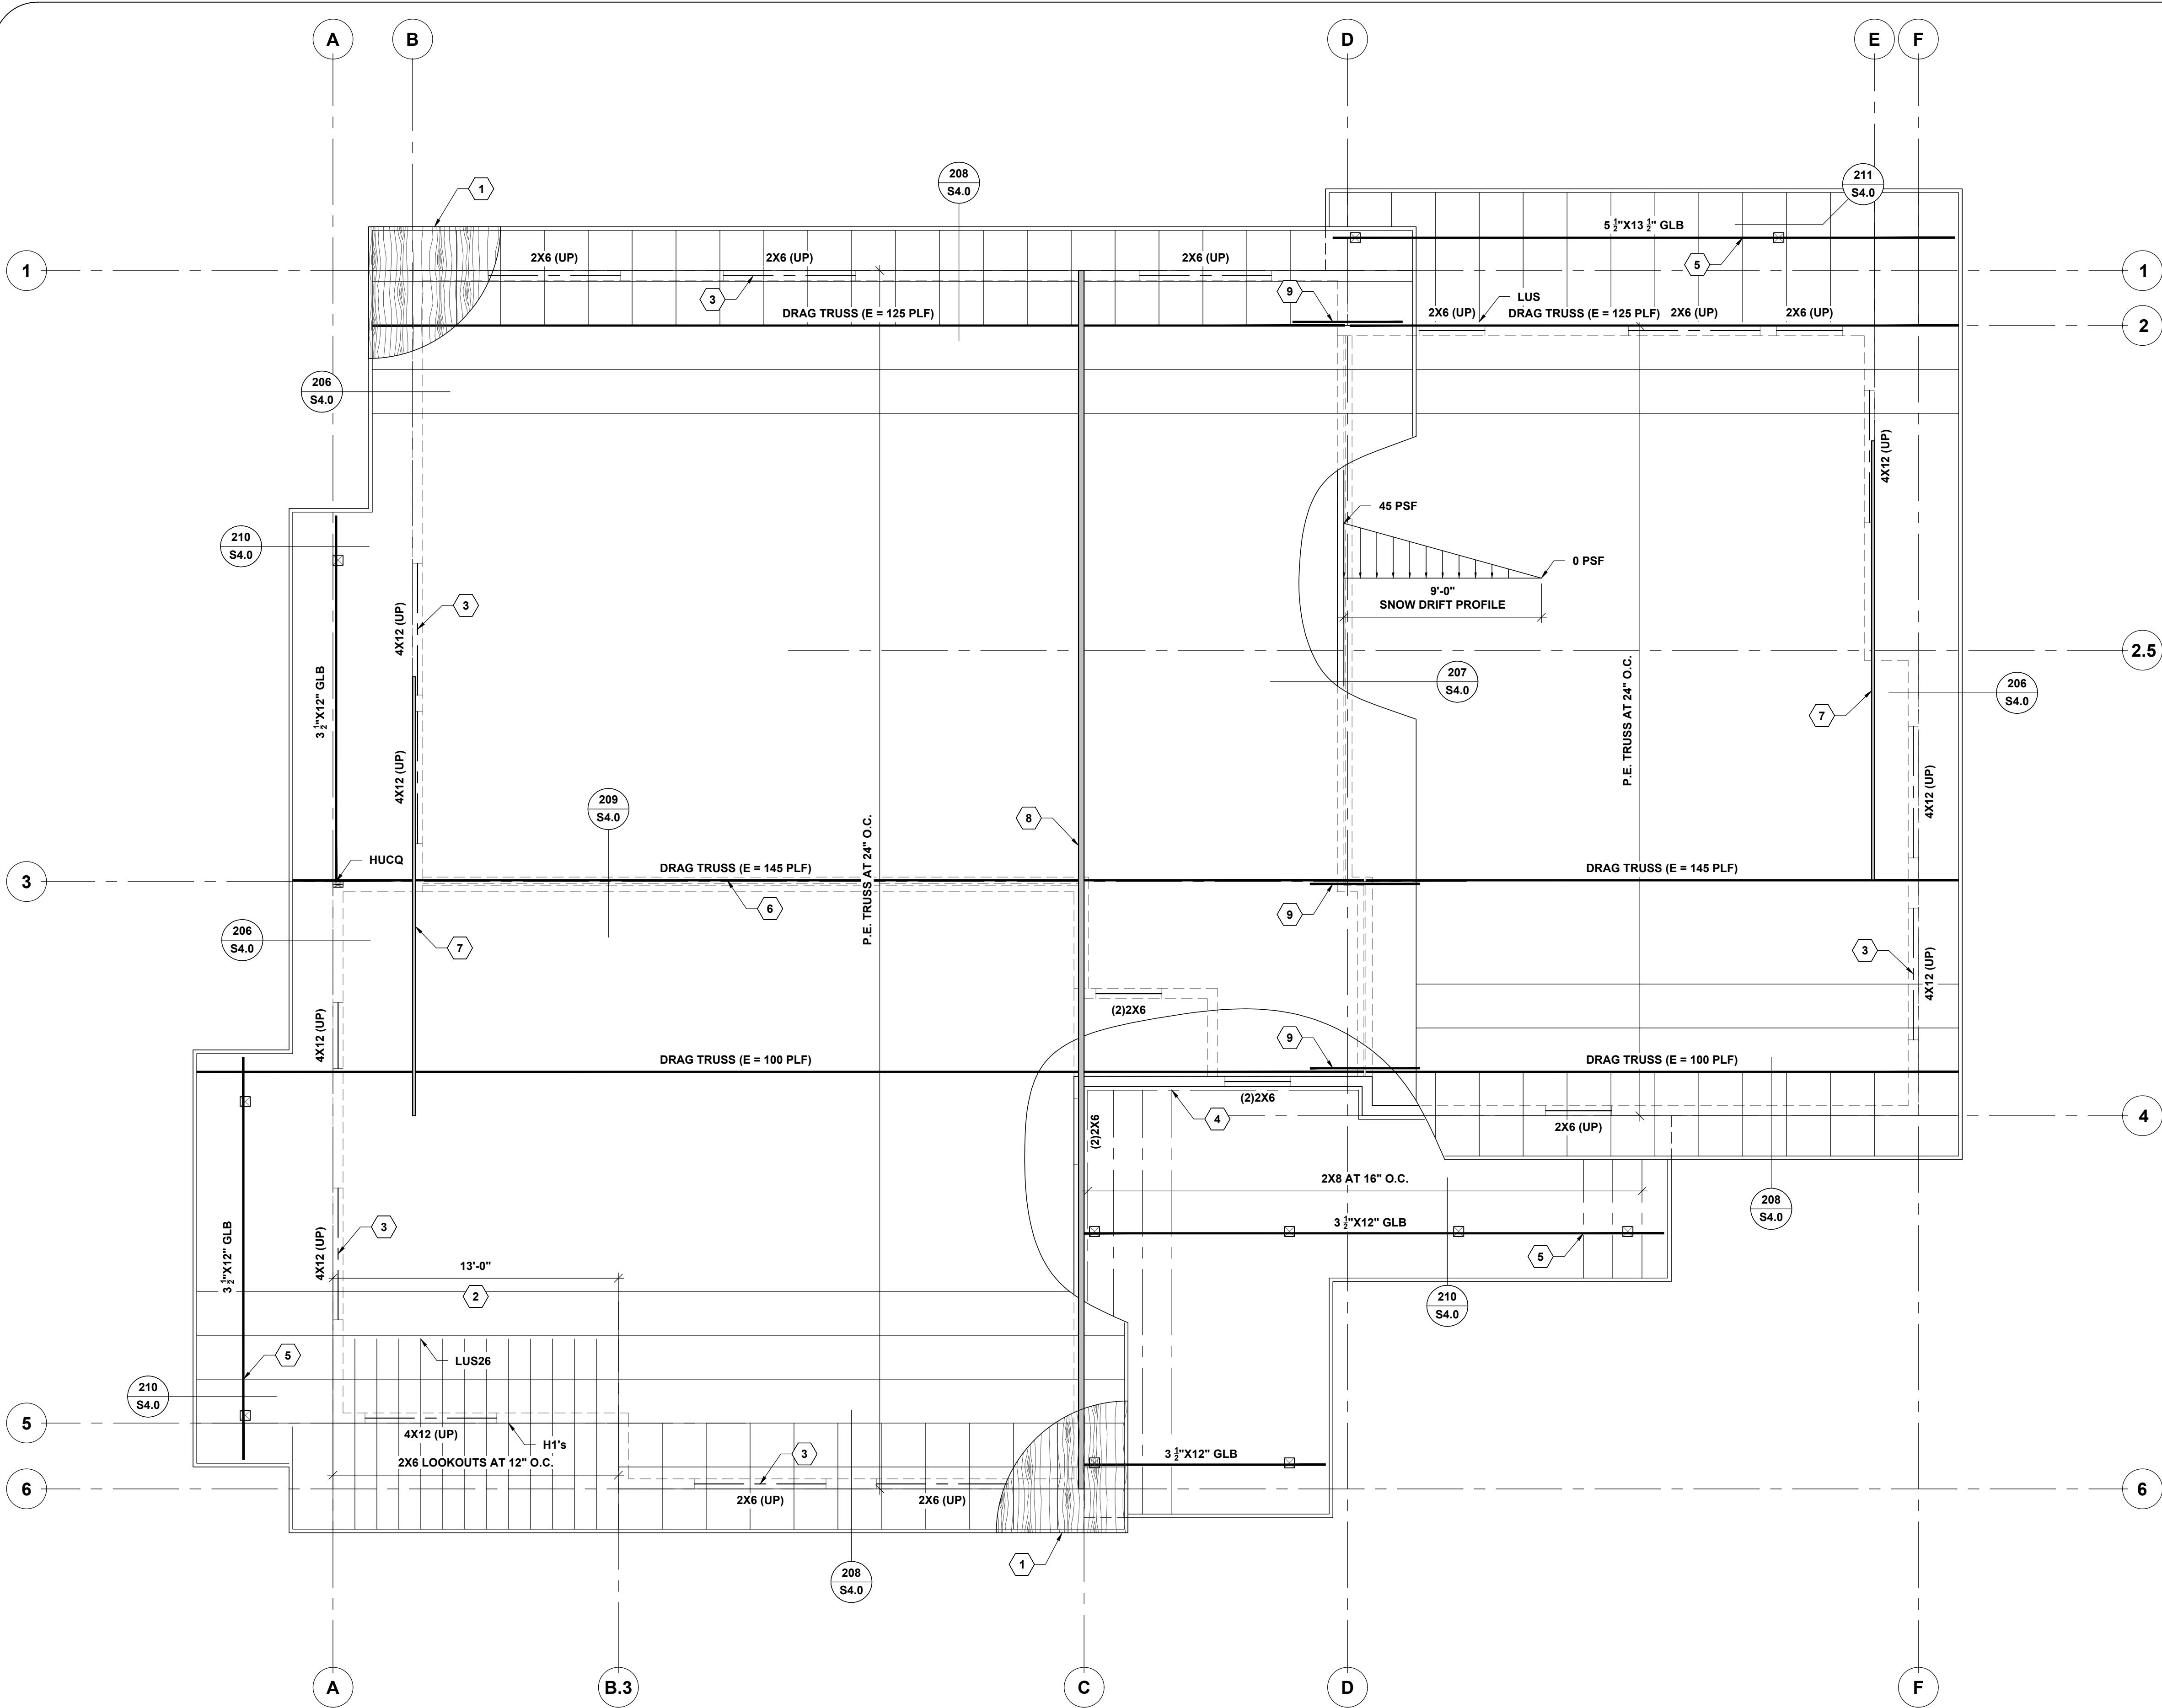 A
B
D
E
F
1
208
S4.0
211
S4.0
5 ½"X13 ½" GLB
2X6 (UP)
2X6 (UP)
2X6 (UP)
5
1
1
3
9
LUS
DRAG TRUSS (E = 125 PLF)
2X6 (UP)
DRAG TRUSS (E = 125 PLF)
2X6 (UP)
2X6 (UP)
2
206
S4.0
4X12 (UP)
45 PSF
210
S4.0
0 PSF
9'-0"
SNOW DRIFT PROFILE
3
4X12 (UP)
2.5
3 ½"X12" GLB
207
S4.0
206
S4.0
P.E. TRUSS AT 24" O.C.
7
4X12 (UP)
4X12 (UP)
209
S4.0
8
P.E. TRUSS AT 24" O.C.
HUCQ
DRAG TRUSS (E = 145 PLF)
DRAG TRUSS (E = 145 PLF)
3
3
6
9
206
S4.0
7
3
4X12 (UP)
(2)2X6
4X12 (UP)
9
DRAG TRUSS (E = 100 PLF)
DRAG TRUSS (E = 100 PLF)
(2)2X6
4
(2)2X6
2X6 (UP)
4
4
2X8 AT 16" O.C.
208
S4.0
3 ½"X12" GLB
3
4X12 (UP)
3 ½"X12" GLB
5
13'-0"
2
210
S4.0
5
LUS26
210
S4.0
5
4X12 (UP)
H1's
3
3 ½"X12" GLB
2X6 LOOKOUTS AT 12" O.C.
6
2X6 (UP)
2X6 (UP)
6
1
208
S4.0
A
B.3
C
D
F